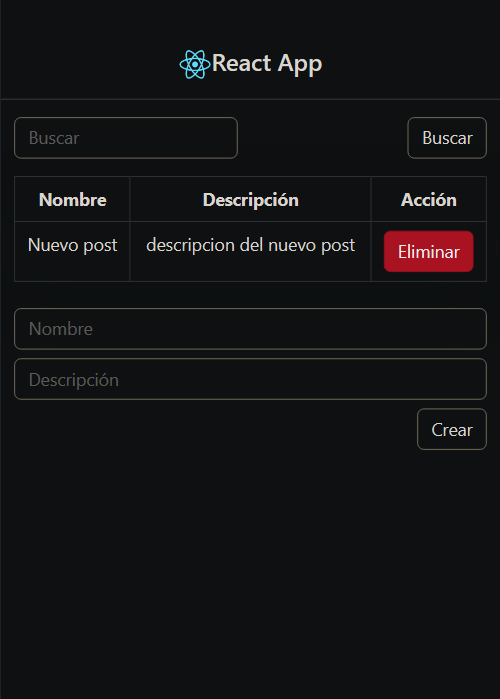 React App
Buscar Buscar
Nombre Descripción Acción
Nuevo post descripcion del nuevo post Eliminar
Nombre
Descripción
Crear